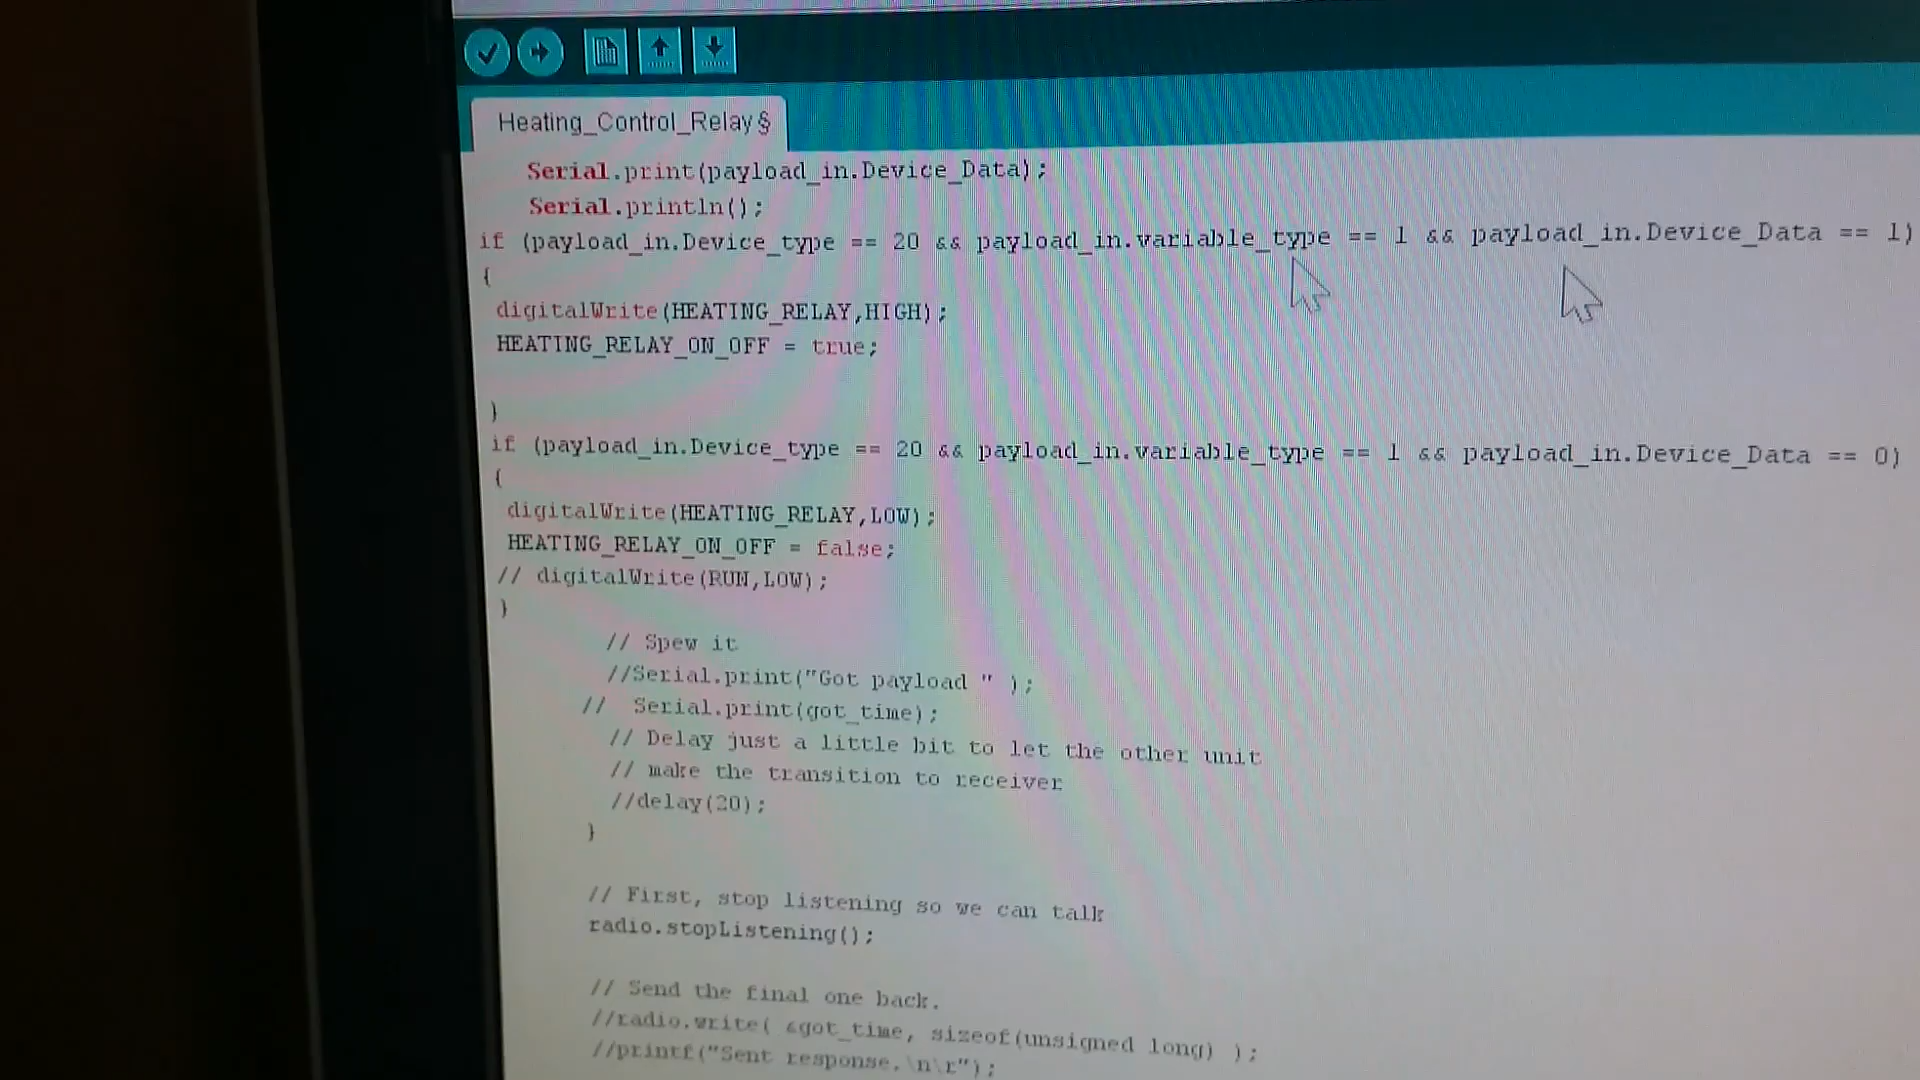 Heating_Control_Relay§
Serial.print(payload_in.Device_Data);
Serial.println();
if (payload_in.Device_type == 20 && payload_in.variable_type == 1 && payload_in.Device_Data == 1)
{
digitalWrite(HEATING_RELAY,HIGH);
HEATING_RELAY_ON_OFF = true;
}
if (payload_in.Device_type == 20 && payload_in.variable_type == 1 && payload_in.Device_Data == 0)
{
digitalWrite(HEATING_RELAY,LOW);
HEATING_RELAY_ON_OFF = false;
// digitalWrite(RUN,LOW);
}
// Spew it
//Serial.print("Got payload " );
// Serial.print(got_time);
// Delay just a little bit to let the other unit
// make the transition to receiver
//delay(20);
}
// First, stop listening so we can talk
radio.stopListening();
// Send the final one back.
//radio.write( &got_time, sizeof(unsigned long) );
//printf("Sent response.\n\r");